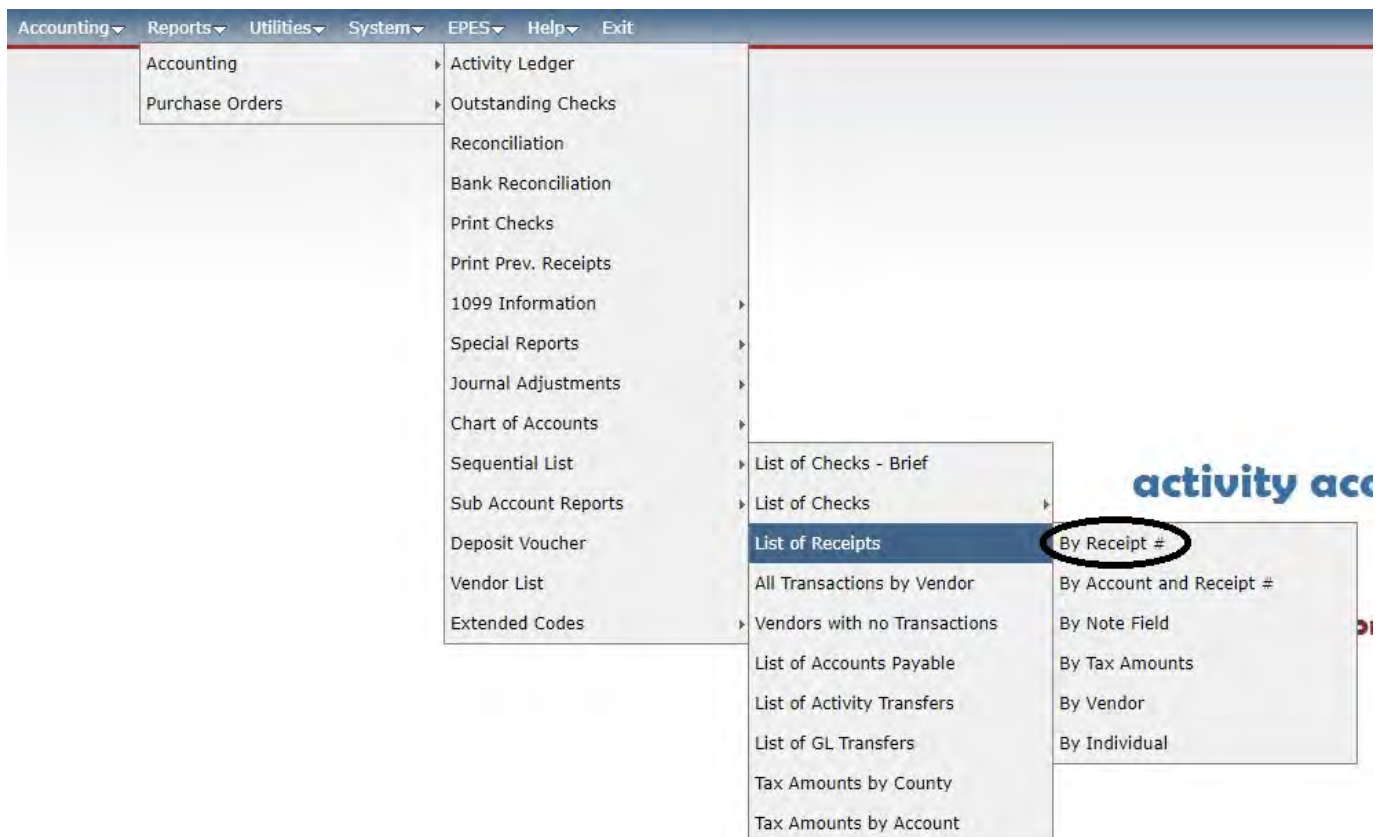 Accounting Reports Utilities System EPES Help Exit
Accounting
Purchase Orders
Activity Ledger
Outstanding Checks
Reconciliation
Bank Reconciliation
Print Checks
Print Prev. Receipts
1099 Information
Special Reports
Journal Adjustments
Chart of Accounts
Sequential List
Sub Account Reports
Deposit Voucher
Vendor List
Extended Codes
List of Checks - Brief
List of Checks
List of Receipts
All Transactions by Vendor
Vendors with no Transactions
List of Accounts Payable
List of Activity Transfers
List of GL Transfers
Tax Amounts by County
Tax Amounts by Account
By Receipt #
By Account and Receipt #
By Note Field
By Tax Amounts
By Vendor
By Individual
activity acc